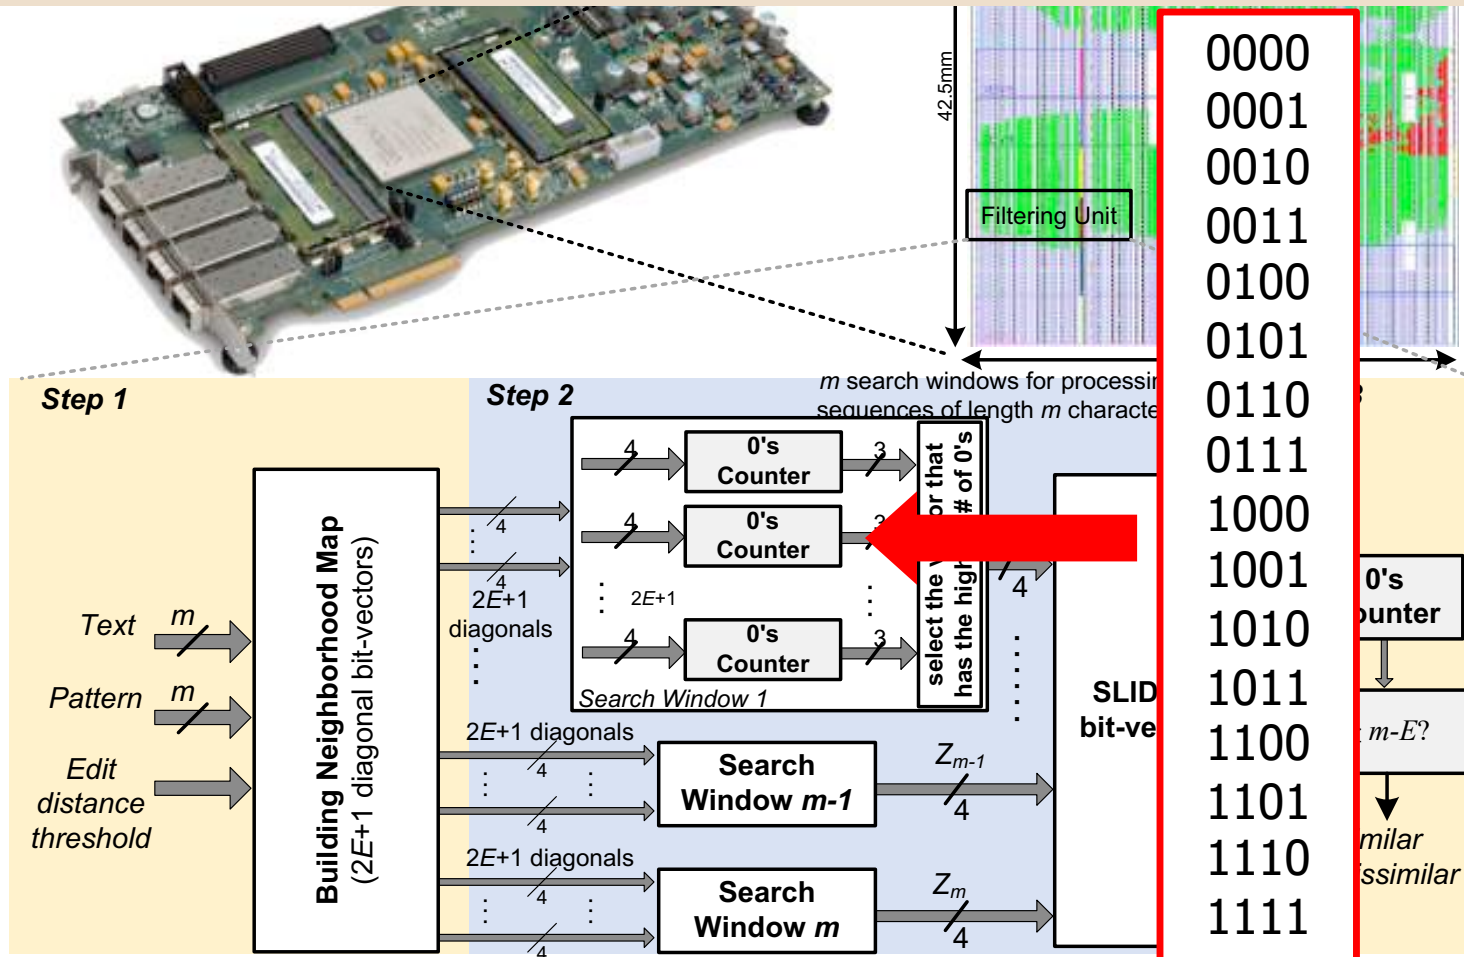 42.5mm
Filtering Unit
m search windows for processin
sequences of length m characte
Step 1
Step 2
3
Text
m
Pattern
m
Edit
distance
threshold
Building Neighborhood Map
(2E+1 diagonal bit-vectors)
4
4
2E+1
diagonals
4
0's
Counter
3
4
0's
Counter
3
2E+1
4
0's
Counter
3
Search Window 1
select the v or that
has the high # of 0's
4
2E+1 diagonals
4
4
Search
Window m-1
Zm-1
4
2E+1 diagonals
4
4
Search
Window m
Zm
4
SLID
bit-ve
0000
0001
0010
0011
0100
0101
0110
0111
1000
1001
1010
1011
1100
1101
1110
1111
0's
ounter
m-E?
milar
issimilar